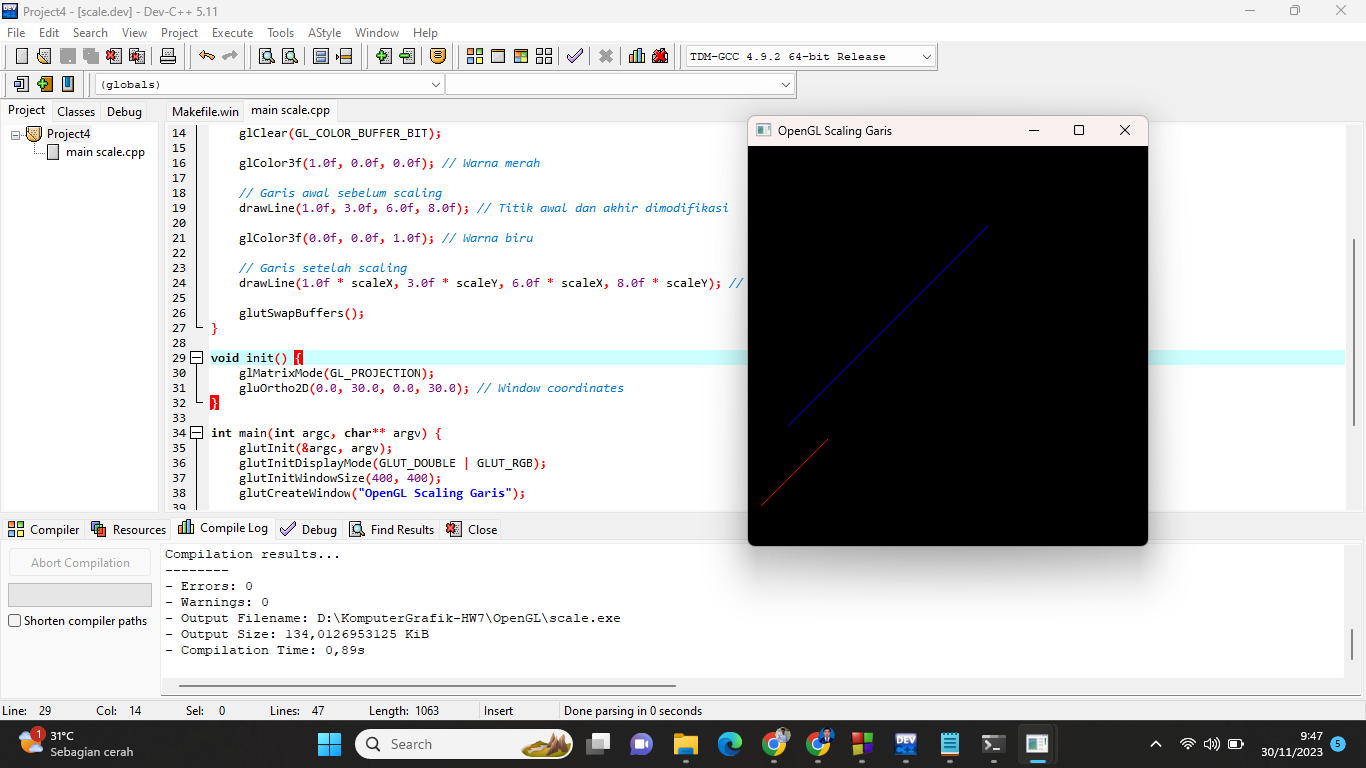 Project4 - [scale.dev] - Dev-C++ 5.11
File Edit Search View Project Execute Tools AStyle Window Help
TDM-GCC 4.9.2 64-bit Release
(globals)
Project Classes Debug
Makefile.win main scale.cpp
Project4
main scale.cpp
14 glClear(GL_COLOR_BUFFER_BIT);
15
16 glColor3f(1.0f, 0.0f, 0.0f); // Warna merah
17
18 // Garis awal sebelum scaling
19 drawLine(1.0f, 3.0f, 6.0f, 8.0f); // Titik awal dan akhir dimodifikasi
20
21 glColor3f(0.0f, 0.0f, 1.0f); // Warna biru
22
23 // Garis setelah scaling
24 drawLine(1.0f * scaleX, 3.0f * scaleY, 6.0f * scaleX, 8.0f * scaleY); //
25
26 glutSwapBuffers();
27 }
28
29 void init() {
30 glMatrixMode(GL_PROJECTION);
31 gluOrtho2D(0.0, 30.0, 0.0, 30.0); // Window coordinates
32 }
33
34 int main(int argc, char** argv) {
35 glutInit(&argc, argv);
36 glutInitDisplayMode(GLUT_DOUBLE | GLUT_RGB);
37 glutInitWindowSize(400, 400);
38 glutCreateWindow("OpenGL Scaling Garis");
39
OpenGL Scaling Garis
Compiler Resources Compile Log Debug Find Results Close
Abort Compilation
Shorten compiler paths
Compilation results...
--------
- Errors: 0
- Warnings: 0
- Output Filename: D:\KomputerGrafik-HW7\OpenGL\scale.exe
- Output Size: 134,0126953125 KiB
- Compilation Time: 0,89s
Line: 29 Col: 14 Sel: 0 Lines: 47 Length: 1063 Insert Done parsing in 0 seconds
1
31°C
Sebagian cerah
Search
DEV
9:47
30/11/2023
5